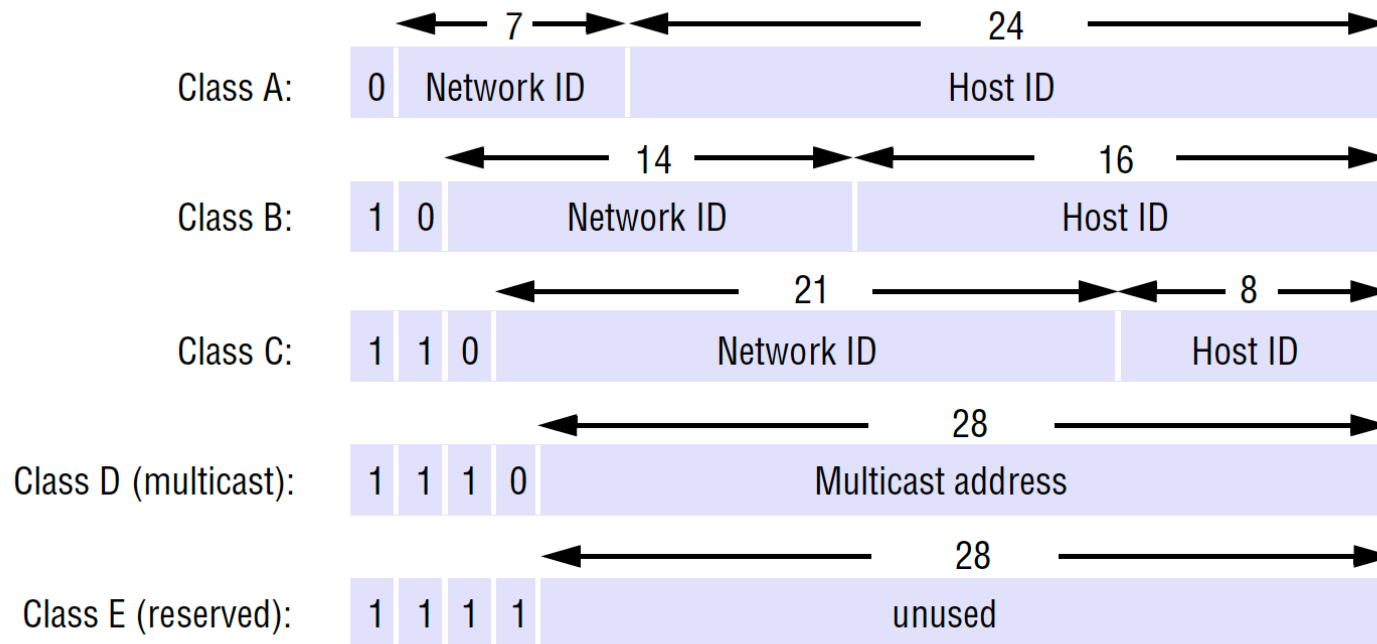 7 24
Class A: 0 Network ID Host ID
14 16
Class B: 1 0 Network ID Host ID
21 8
Class C: 1 1 0 Network ID Host ID
28
Class D (multicast): 1 1 1 0 Multicast address
28
Class E (reserved): 1 1 1 1 unused